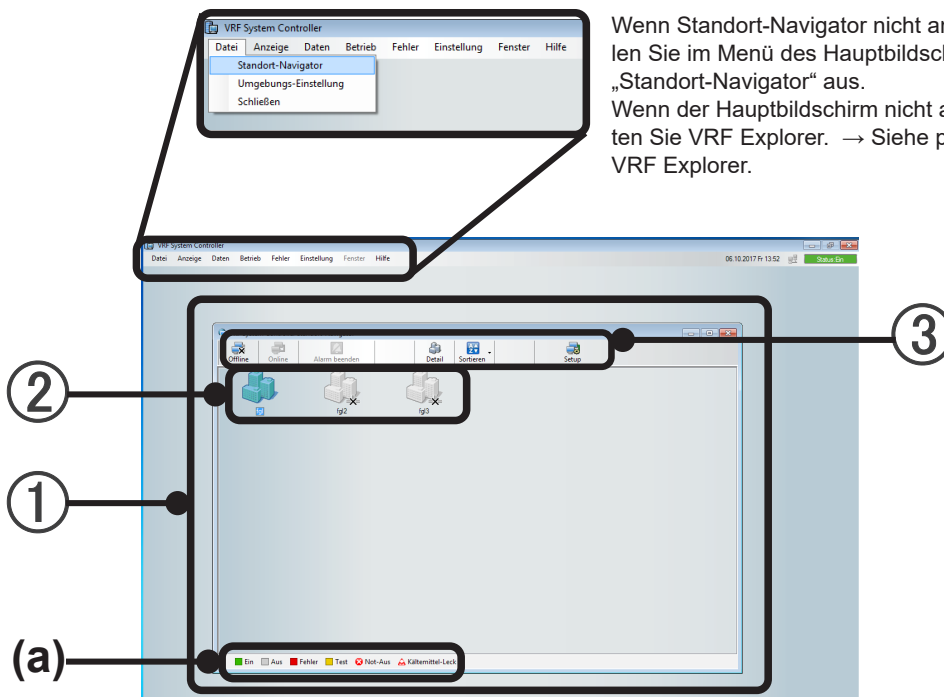 VRF System Controller
Datei Anzeige Daten Betrieb Fehler Einstellung Fenster Hilfe
Standort-Navigator
Umgebungs-Einstellung
Schließen
Wenn Standort-Navigator nicht
len Sie im Menü des
„Standort-Navigator“ aus.
Wenn der Hauptbildschirm nicht
ten Sie VRF Explorer. → Siehe
VRF Explorer.
VRF System Controller
Datei Anzeige Daten Betrieb Fehler Einstellung Fenster Hilfe
06.10.2017 Fr 13:52 Status Ein
Offline Online Alarm beenden Detail Sortieren Setup
fgl2 fgl3
Ein Aus Fehler Test Not-Aus Kältemittel-Leck
①
②
③
(a)